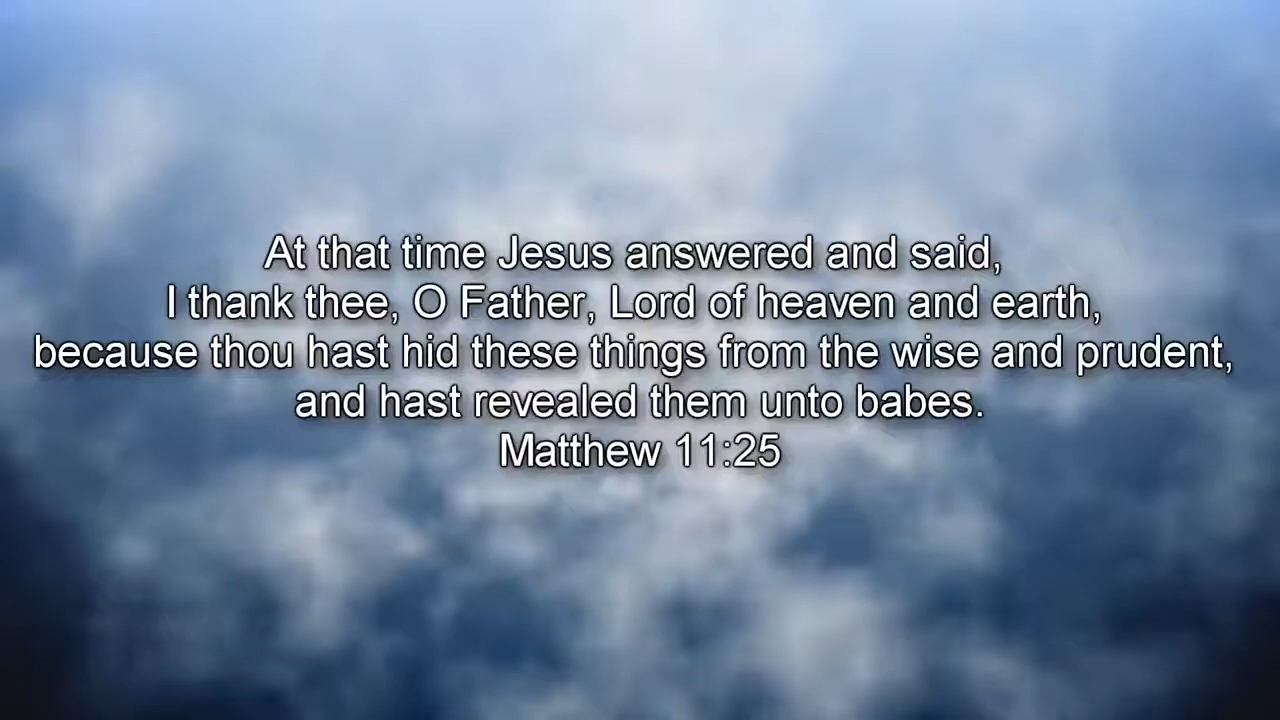 At that time Jesus answered and said,
I thank thee, O Father, Lord of heaven and earth,
because thou hast hid these things from the wise and prudent,
and hast revealed them unto babes.
Matthew 11:25